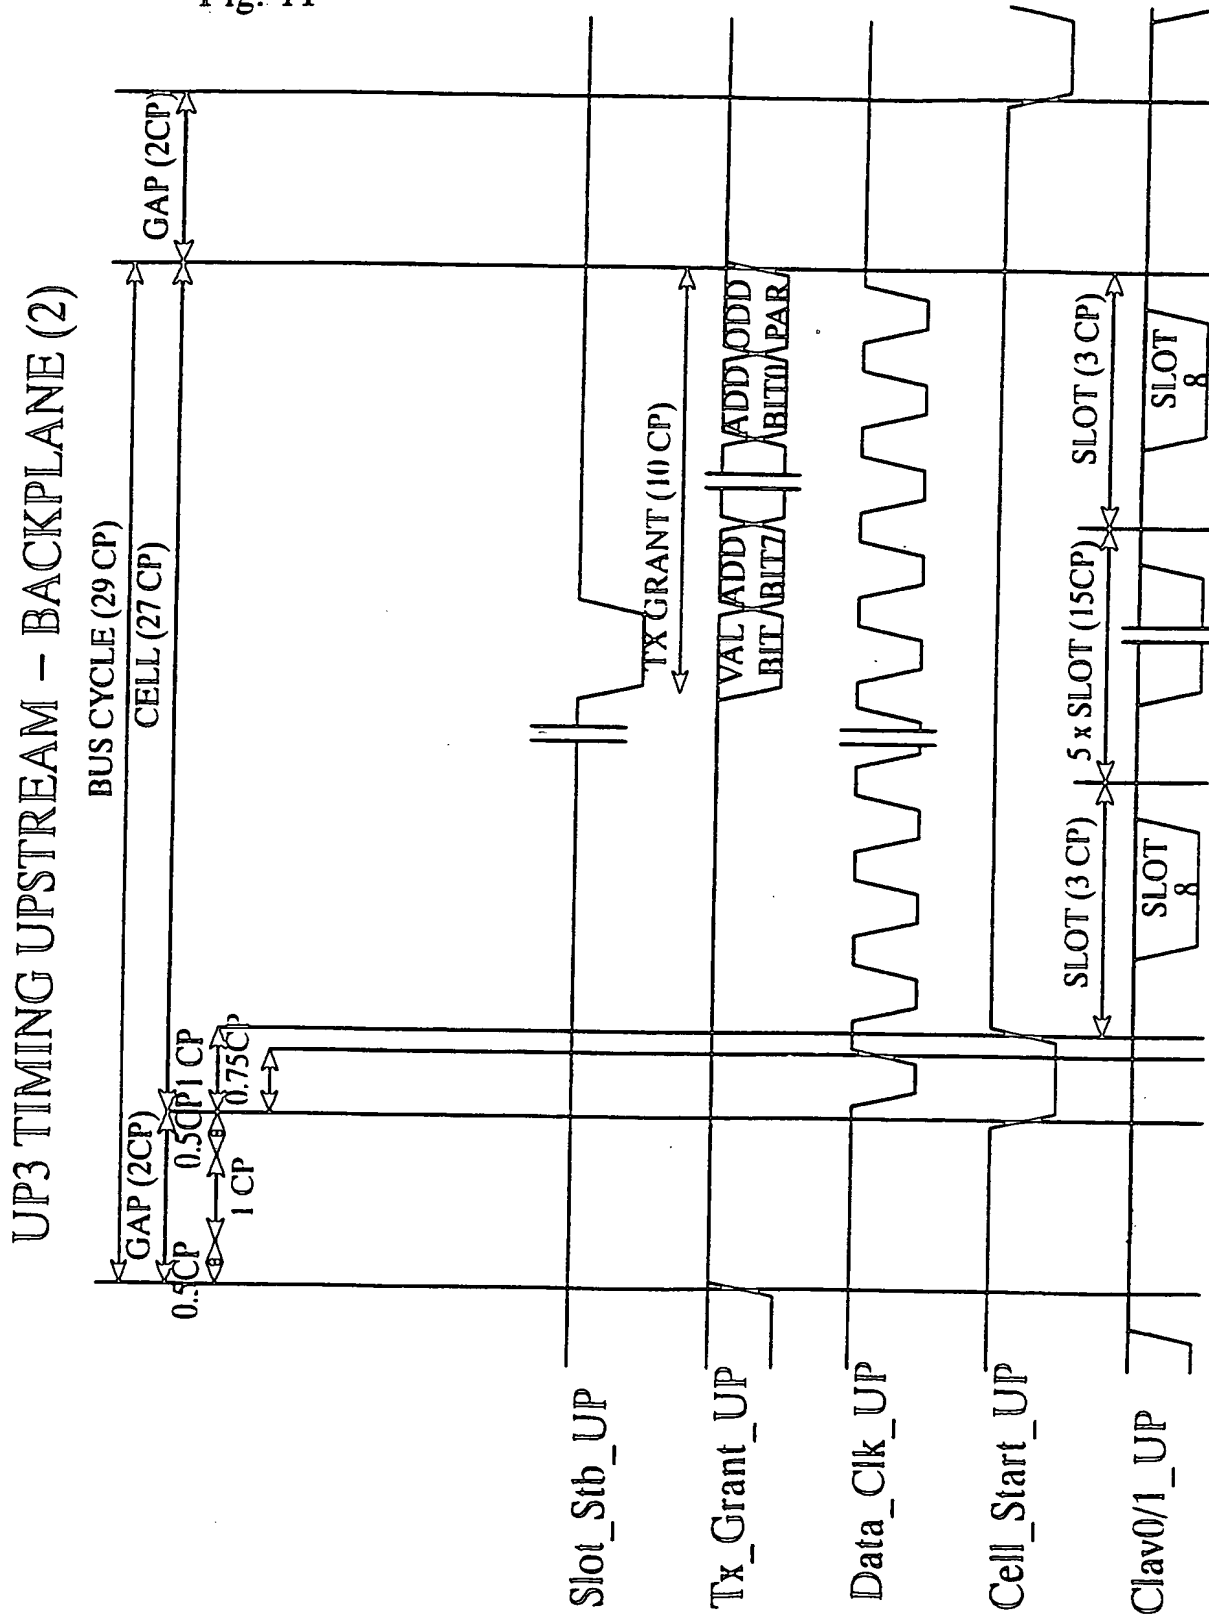 Fig. 11
UP3 TIMING UPSTREAM – BACKPLANE (2)
BUS CYCLE (29 CP)
GAP (2CP)
CELL (27 CP)
GAP (2CP)
0.5CP
0.5CP
1 CP
1 CP
0.75CP
Slot_Stb_UP
TX GRANT (10 CP)
Tx_Grant_UP
VAL BIT
ADD BIT7
ADD BIT0
ODD PAR
Data_Clk_UP
Cell_Start_UP
SLOT (3 CP)
5 x SLOT (15CP)
SLOT (3 CP)
Clav0/1_UP
SLOT 8
SLOT 8